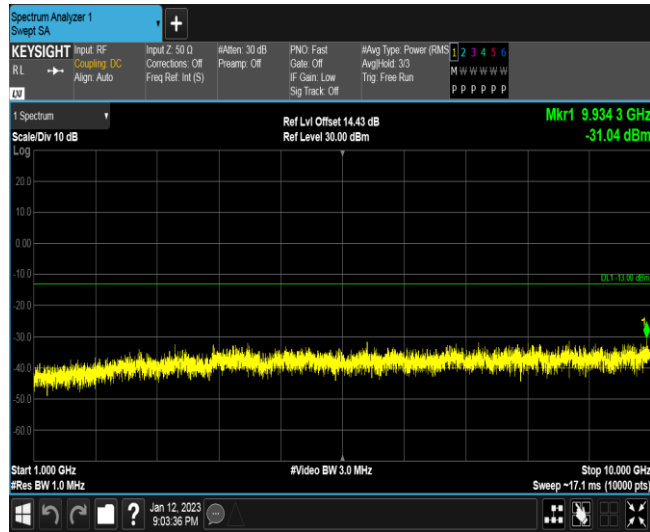 Spectrum Analyzer 1
Swept SA
+
KEYSIGHT
RL
LXI
Input: RF
Coupling: DC
Align: Auto
Input Z: 50 Ω
Corrections: Off
Freq Ref: Int (S)
#Atten: 30 dB
Preamp: Off
PNO: Fast
Gate: Off
IF Gain: Low
Sig Track: Off
#Avg Type: Power (RMS
Avg|Hold: 3/3
Trig: Free Run
1 2 3 4 5 6
M W W W W W
P P P P P P
1 Spectrum
Scale/Div 10 dB
Log
Ref Lvl Offset 14.43 dB
Ref Level 30.00 dBm
Mkr1 9.934 3 GHz
-31.04 dBm
20.0
10.0
0.00
-10.0
DL1 -13.00 dBm
-20.0
-30.0
1
-40.0
-50.0
-60.0
Start 1.000 GHz
#Video BW 3.0 MHz
Stop 10.000 GHz
#Res BW 1.0 MHz
Sweep ~17.1 ms (10000 pts)
?
Jan 12, 2023
9:03:36 PM